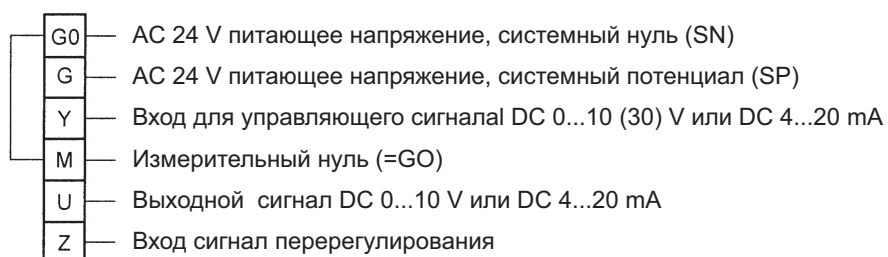 G0 AC 24 V питающее напряжение, системный нуль (SN)
G AC 24 V питающее напряжение, системный потенциал (SP)
Y Вход для управляющего сигналаl DC 0...10 (30) V или DC 4...20 mA
M Измерительный нуль (=GO)
U Выходной сигнал DC 0...10 V или DC 4...20 mA
Z Вход сигнал перерегулирования